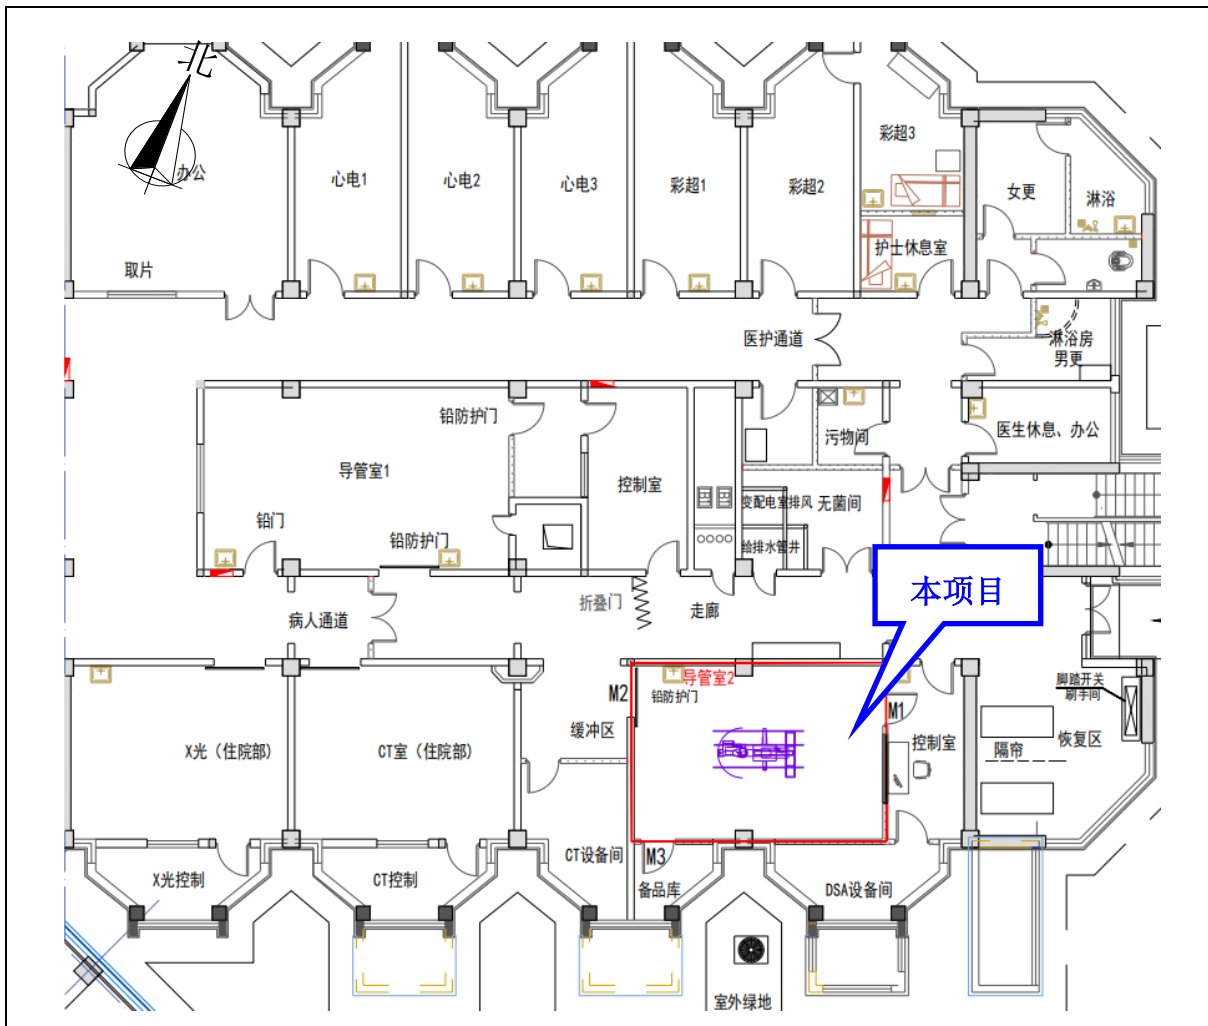 北
办公
取片
心电1
心电2
心电3
彩超1
彩超2
彩超3
护士休息室
女更
淋浴
医护通道
淋浴房
男更
铅防护门
导管室1
铅门
铅防护门
控制室
污物间
医生休息、办公
变配电室排风
无菌间
给排水管井
本项目
病人通道
折叠门
走廊
X光（住院部）
CT室（住院部）
缓冲区
M2
导管室2
铅防护门
M1
控制室
脚踏开关
刷手间
隔帘
恢复区
X光控制
CT控制
CT设备间
M3
备品库
DSA设备间
室外绿地